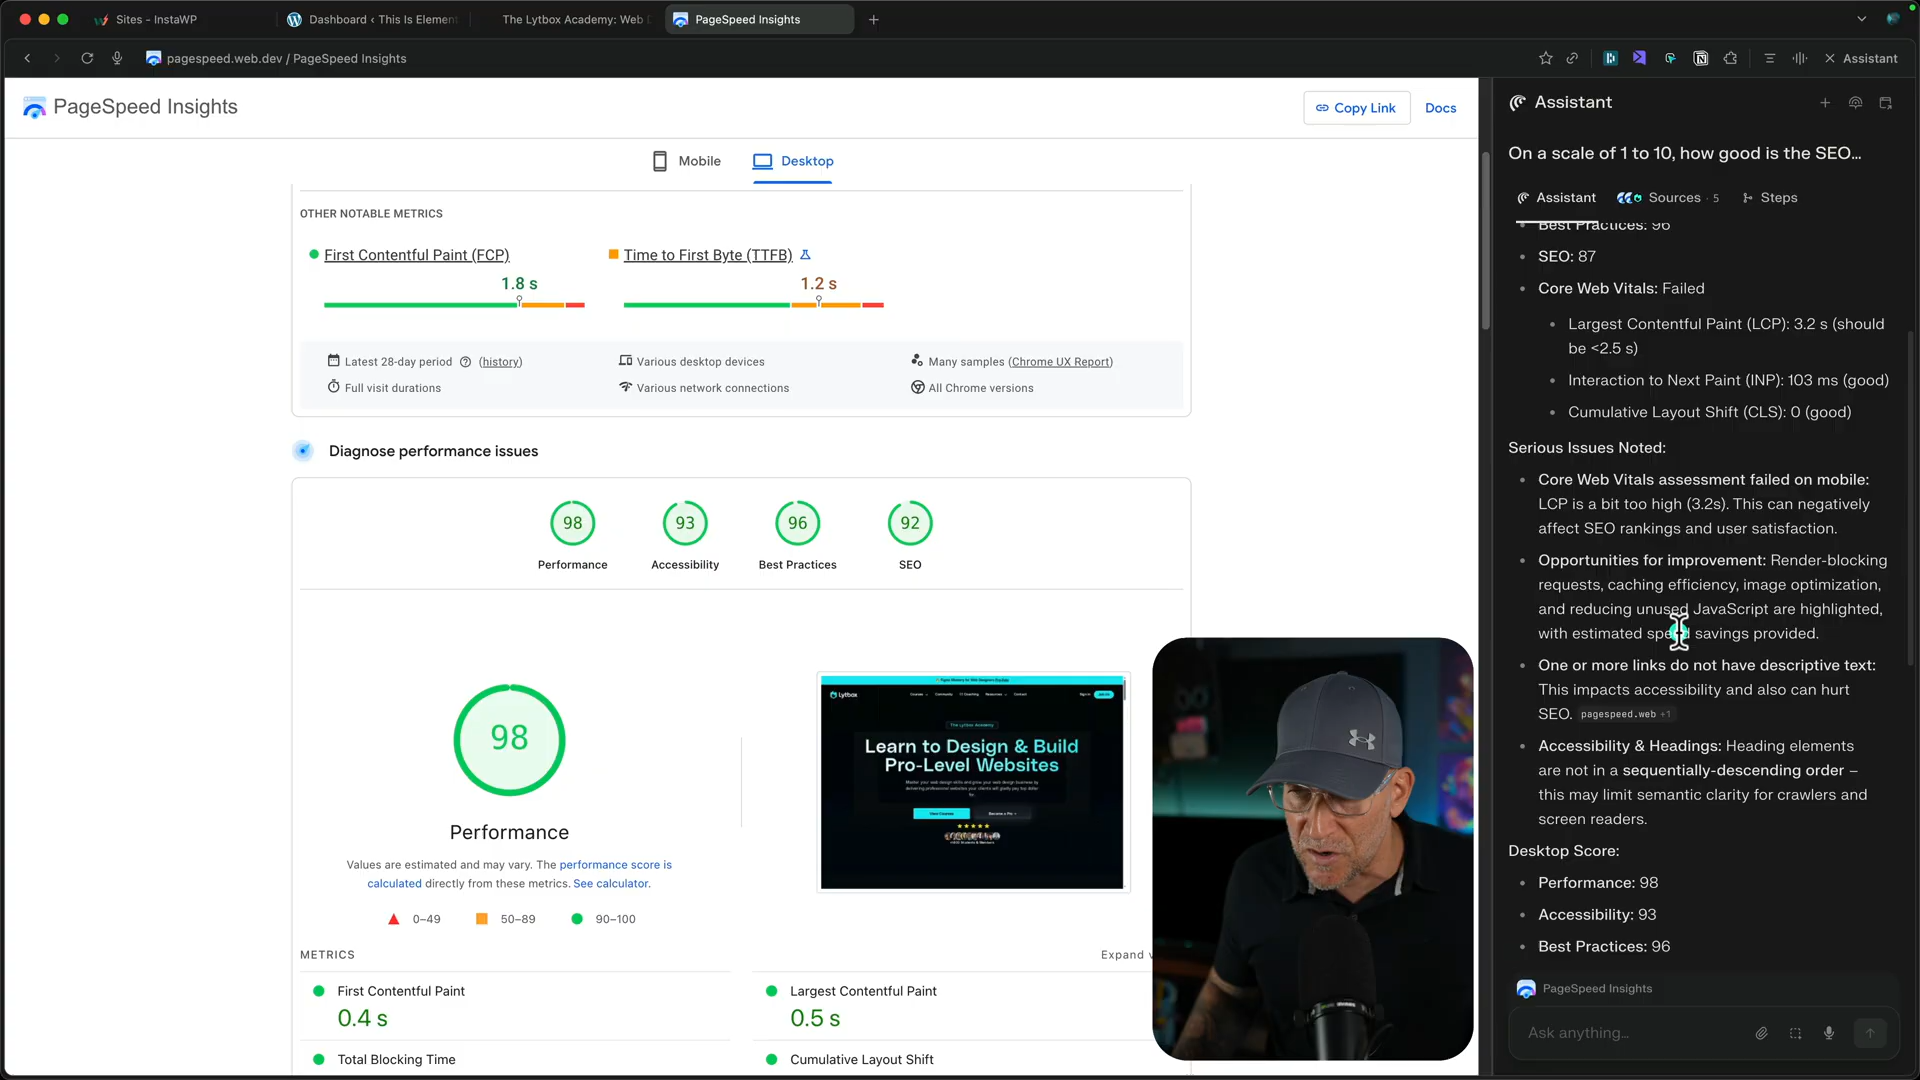 Sites - InstaWP
Dashboard ‹ This Is Element
The Lytbox Academy: Web D
PageSpeed Insights
pagespeed.web.dev / PageSpeed Insights
Assistant
PageSpeed Insights
Copy Link
Docs
Mobile
Desktop
OTHER NOTABLE METRICS
First Contentful Paint (FCP)
1.8 s
Time to First Byte (TTFB)
1.2 s
Latest 28-day period (history)
Various desktop devices
Many samples (Chrome UX Report)
Full visit durations
Various network connections
All Chrome versions
Diagnose performance issues
98
Performance
93
Accessibility
96
Best Practices
92
SEO
98
Performance
Values are estimated and may vary. The performance score is
calculated directly from these metrics. See calculator.
0–49
50–89
90–100
Lytbox
The Lytbox Academy
Learn to Design & Build
Pro-Level Websites
METRICS
Expand v
First Contentful Paint
0.4 s
Largest Contentful Paint
0.5 s
Total Blocking Time
Cumulative Layout Shift
Assistant
On a scale of 1 to 10, how good is the SEO...
Assistant
Sources · 5
Steps
Best Practices: 96
SEO: 87
Core Web Vitals: Failed
Largest Contentful Paint (LCP): 3.2 s (should
be <2.5 s)
Interaction to Next Paint (INP): 103 ms (good)
Cumulative Layout Shift (CLS): 0 (good)
Serious Issues Noted:
Core Web Vitals assessment failed on mobile:
LCP is a bit too high (3.2s). This can negatively
affect SEO rankings and user satisfaction.
Opportunities for improvement: Render-blocking
requests, caching efficiency, image optimization,
and reducing unused JavaScript are highlighted,
with estimated speed savings provided.
One or more links do not have descriptive text:
This impacts accessibility and also can hurt
SEO. pagespeed.web +1
Accessibility & Headings: Heading elements
are not in a sequentially-descending order –
this may limit semantic clarity for crawlers and
screen readers.
Desktop Score:
Performance: 98
Accessibility: 93
Best Practices: 96
PageSpeed Insights
Ask anything...